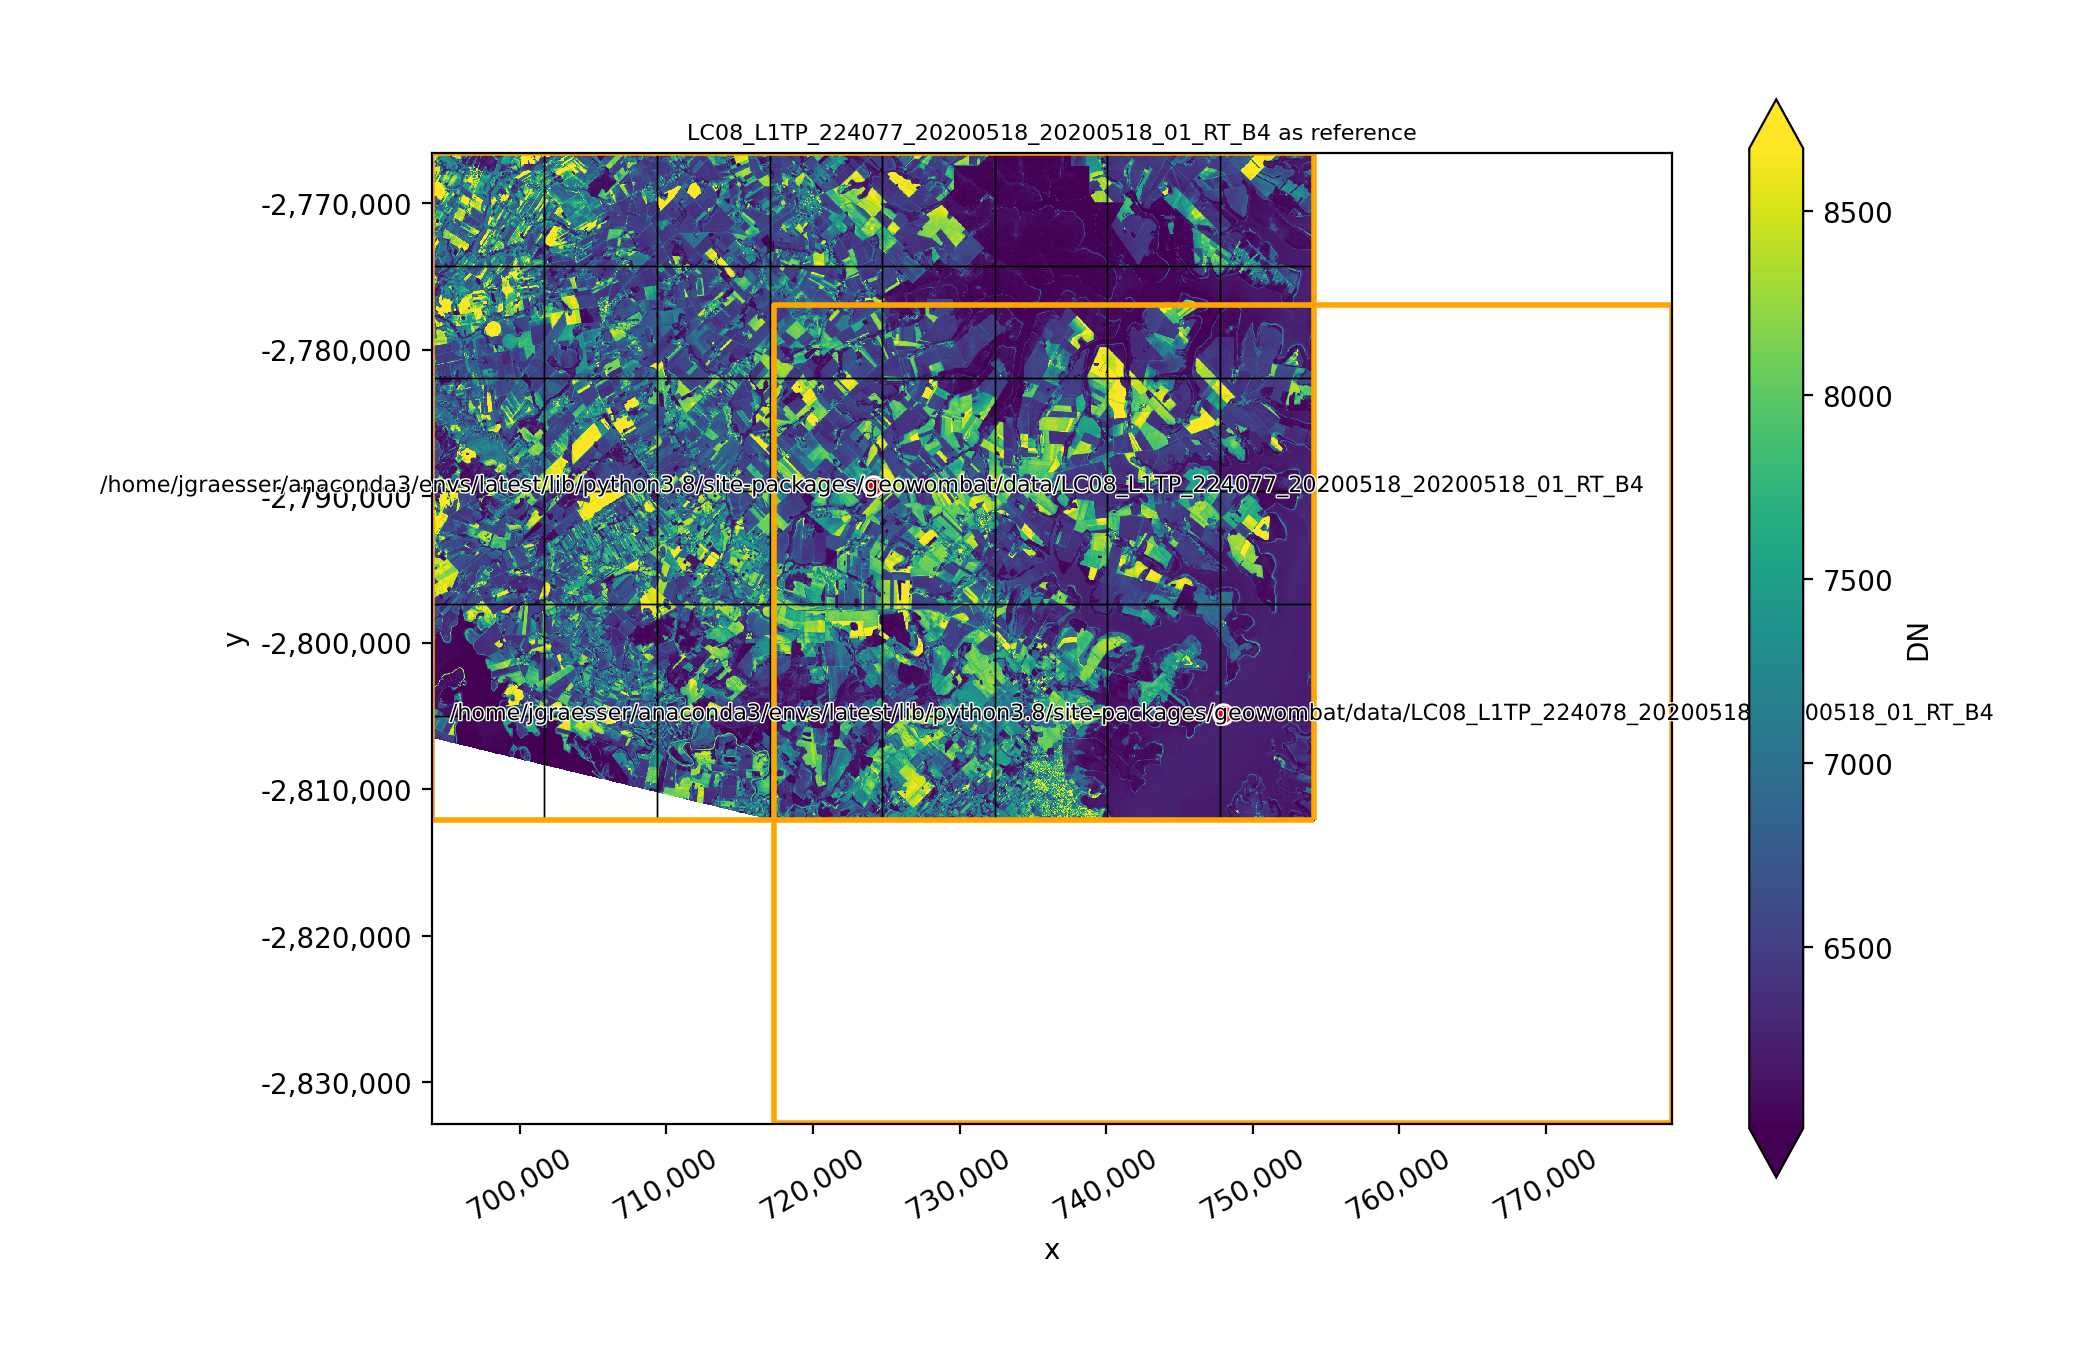 LC08_L1TP_224077_20200518_20200518_01_RT_B4 as reference
-2,770,000
-2,780,000
-2,790,000
-2,800,000
-2,810,000
-2,820,000
-2,830,000
y
/home/jgraesser/anaconda3/envs/latest/lib/python3.8/site-packages/geowombat/data/LC08_L1TP_224077_20200518_20200518_01_RT_B4
/home/jgraesser/anaconda3/envs/latest/lib/python3.8/site-packages/geowombat/data/LC08_L1TP_224078_20200518 00518_01_RT_B4
700,000 710,000 720,000 730,000 740,000 750,000 760,000 770,000
x
8500
8000
7500
7000
6500
DN